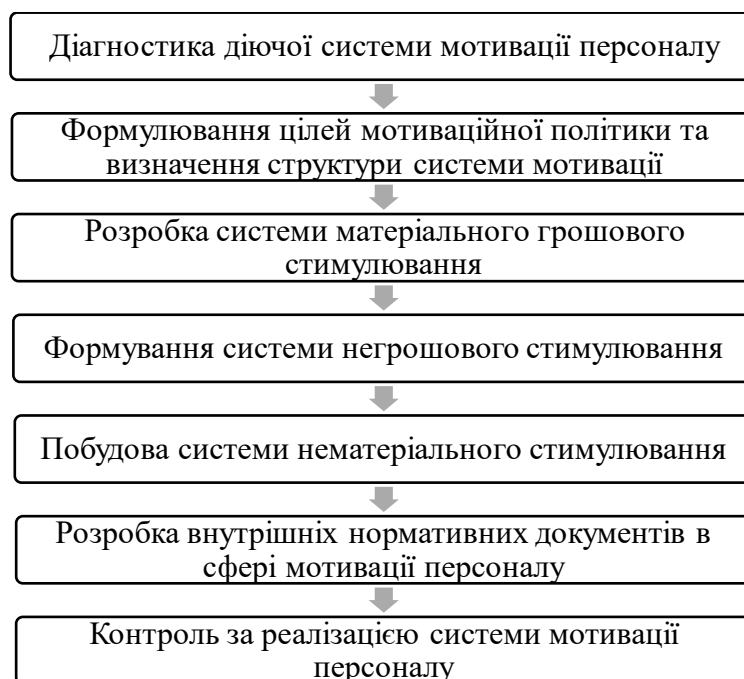 Діагностика діючої системи мотивації персоналу
Формулювання цілей мотиваційної політики та
визначення структури системи мотивації
Розробка системи матеріального грошового
стимулювання
Формування системи негрошового стимулювання
Побудова системи нематеріального стимулювання
Розробка внутрішніх нормативних документів в
сфері мотивації персоналу
Контроль за реалізацією системи мотивації
персоналу